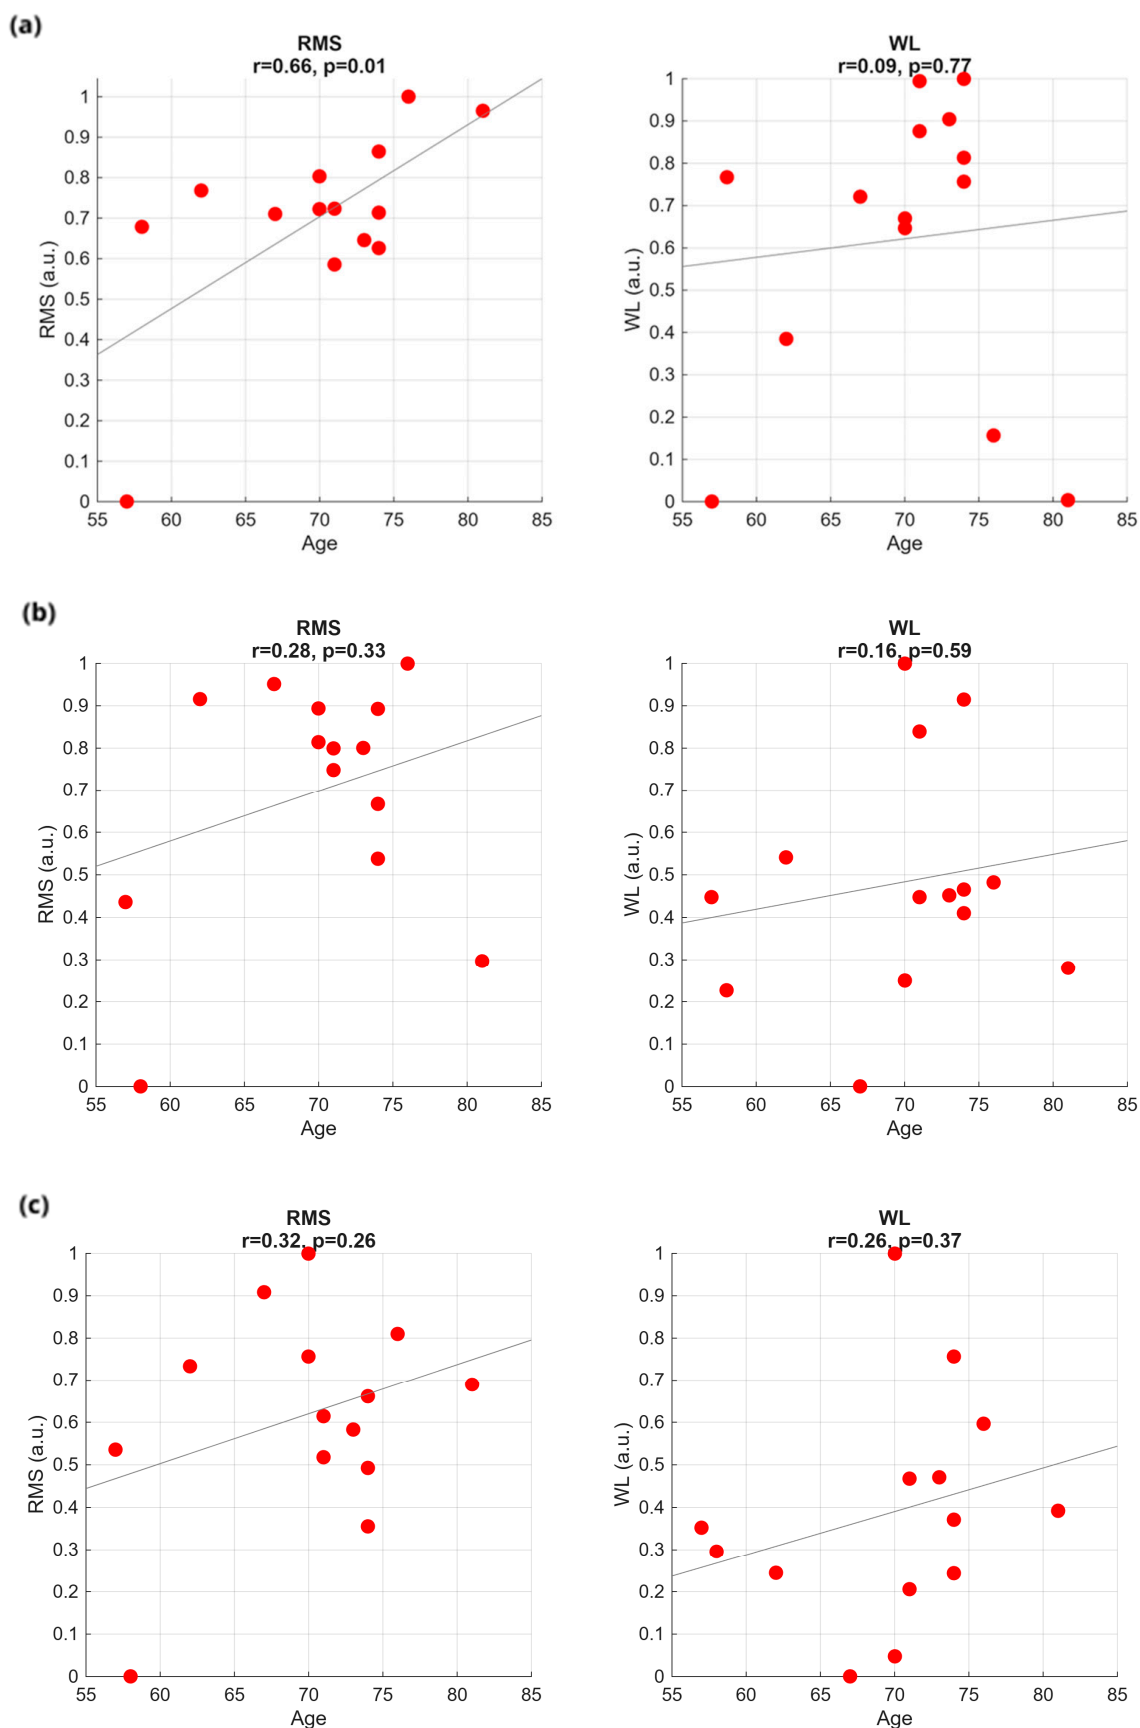 (a)
RMS
r=0.66, p=0.01
1
0.9
0.8
0.7
0.6
0.5
0.4
0.3
0.2
0.1
0
RMS (a.u.)
55 60 65 70 75 80 85
Age
WL
r=0.09, p=0.77
1
0.9
0.8
0.7
0.6
0.5
0.4
0.3
0.2
0.1
0
WL (a.u.)
55 60 65 70 75 80 85
Age
(b)
RMS
r=0.28, p=0.33
1
0.9
0.8
0.7
0.6
0.5
0.4
0.3
0.2
0.1
0
RMS (a.u.)
55 60 65 70 75 80 85
Age
WL
r=0.16, p=0.59
1
0.9
0.8
0.7
0.6
0.5
0.4
0.3
0.2
0.1
0
WL (a.u.)
55 60 65 70 75 80 85
Age
(c)
RMS
r=0.32, p=0.26
1
0.9
0.8
0.7
0.6
0.5
0.4
0.3
0.2
0.1
0
RMS (a.u.)
55 60 65 70 75 80 85
Age
WL
r=0.26, p=0.37
1
0.9
0.8
0.7
0.6
0.5
0.4
0.3
0.2
0.1
0
WL (a.u.)
55 60 65 70 75 80 85
Age